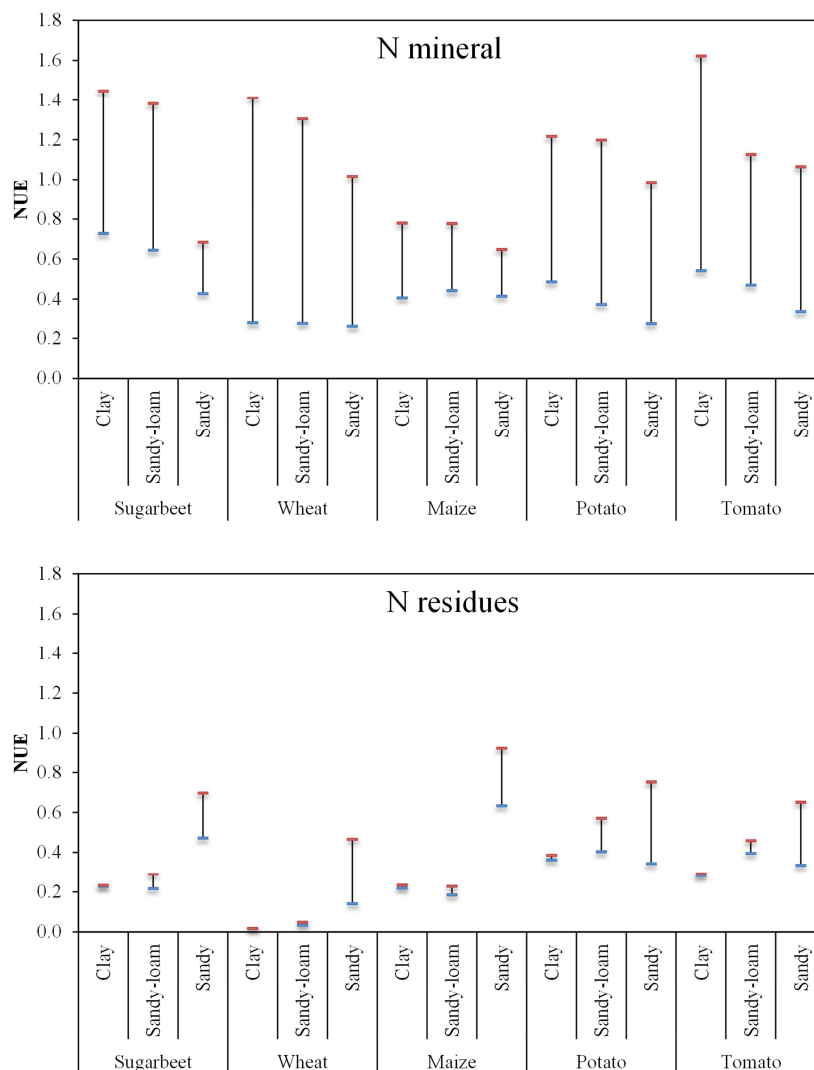 N mineral
NUE
1.8
1.6
1.4
1.2
1.0
0.8
0.6
0.4
0.2
0.0
Clay
Sandy-loam
Sandy
Clay
Sandy-loam
Sandy
Clay
Sandy-loam
Sandy
Clay
Sandy-loam
Sandy
Clay
Sandy-loam
Sandy
Sugarbeet
Wheat
Maize
Potato
Tomato
N residues
NUE
1.8
1.6
1.4
1.2
1.0
0.8
0.6
0.4
0.2
0.0
Clay
Sandy-loam
Sandy
Clay
Sandy-loam
Sandy
Clay
Sandy-loam
Sandy
Clay
Sandy-loam
Sandy
Clay
Sandy-loam
Sandy
Sugarbeet
Wheat
Maize
Potato
Tomato